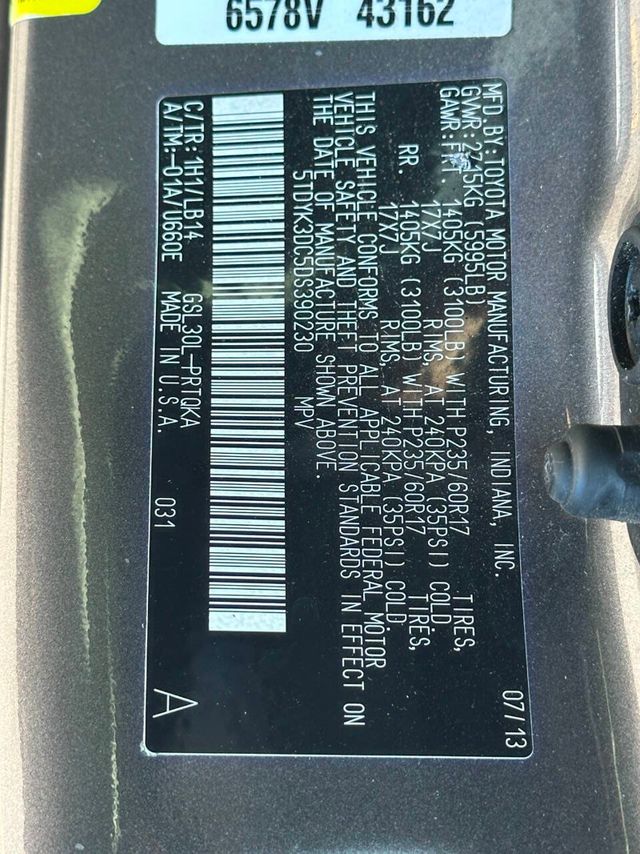 6578V 43162
MFD.BY:TOYOTA MOTOR MANUFACTURING, INDIANA, INC. 07/13
GVWR:2745KG (5995LB)
GAWR:FRT 1405KG (3100LB) WITH P235/60R17 TIRES,
17X7J RIMS, AT 240KPA (35PSI) COLD.
RR. 1405KG (3100LB) WITH P235/60R17 TIRES,
17X7J RIMS, AT 240KPA (35PSI) COLD.
THIS VEHICLE CONFORMS TO ALL APPLICABLE FEDERAL MOTOR
VEHICLE SAFETY AND THEFT PREVENTION STANDARDS IN EFFECT ON
THE DATE OF MANUFACTURE SHOWN ABOVE.
5TDYK3DC5DS390230 MPV
C/TR:1H1/LB14 GSL30L-PRTQKA
A/TM:-01A/U660E MADE IN U.S.A. 031 A